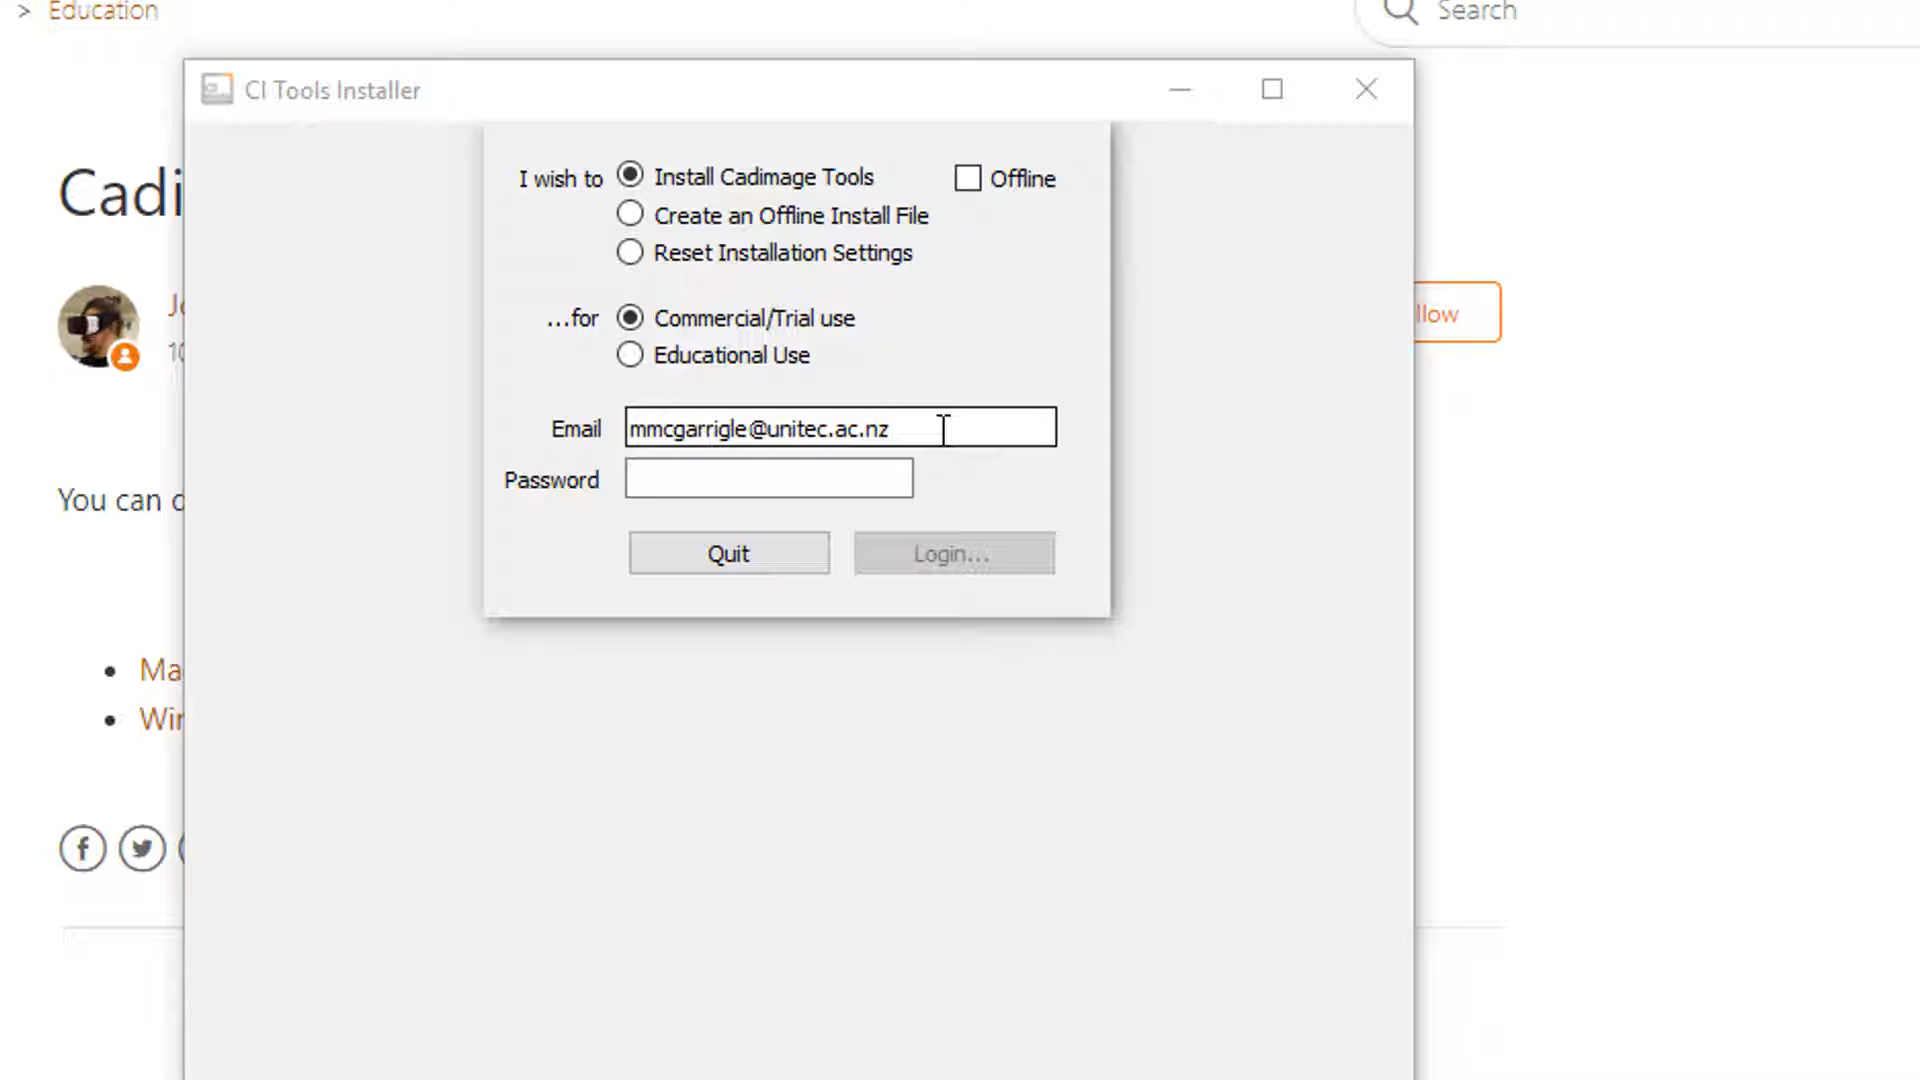 > Education
Search
CI Tools Installer
Cadi
I wish to
Install Cadimage Tools
Offline
Create an Offline Install File
Reset Installation Settings
llow
...for
Commercial/Trial use
Educational Use
Email
mmcgarrigle@unitec.ac.nz
Password
You can
Quit
Login...
Ma